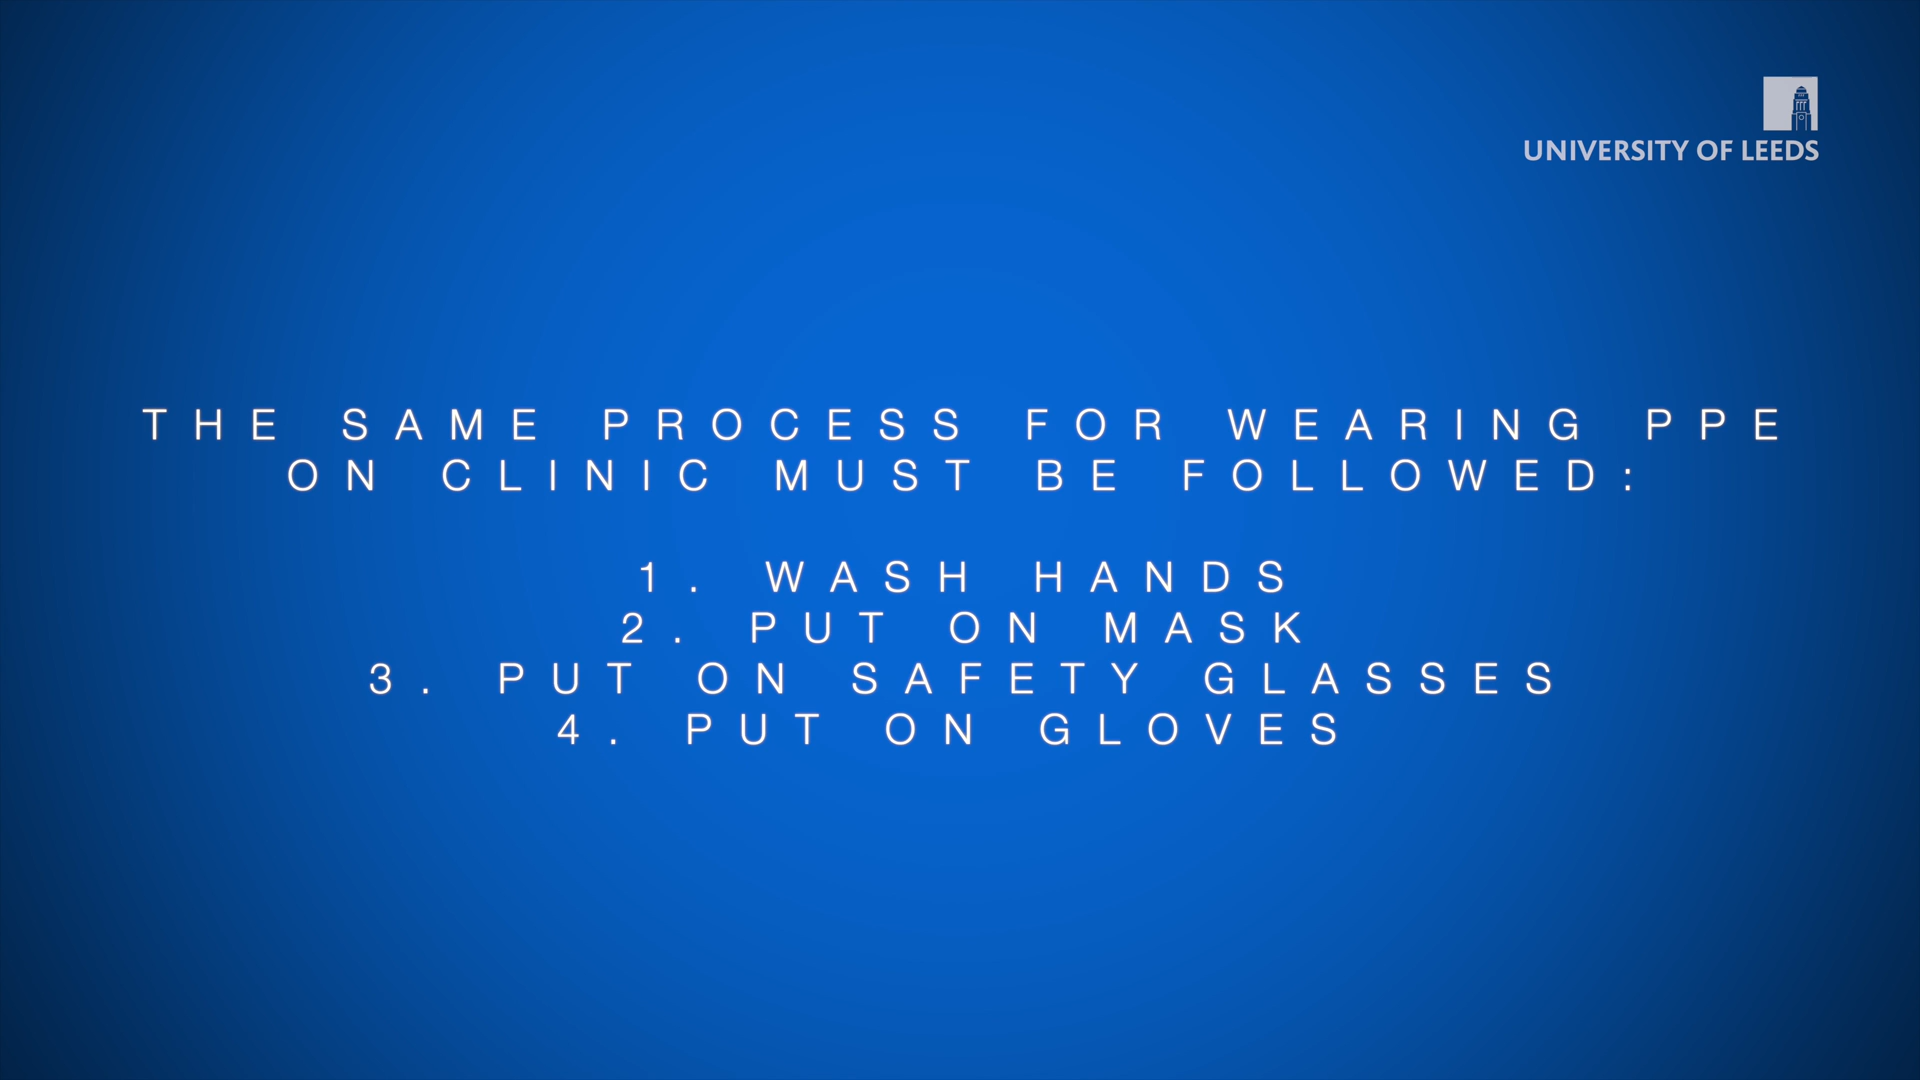 UNIVERSITY OF LEEDS
THE SAME PROCESS FOR WEARING PPE
ON CLINIC MUST BE FOLLOWED:
1. WASH HANDS
2. PUT ON MASK
3. PUT ON SAFETY GLASSES
4. PUT ON GLOVES